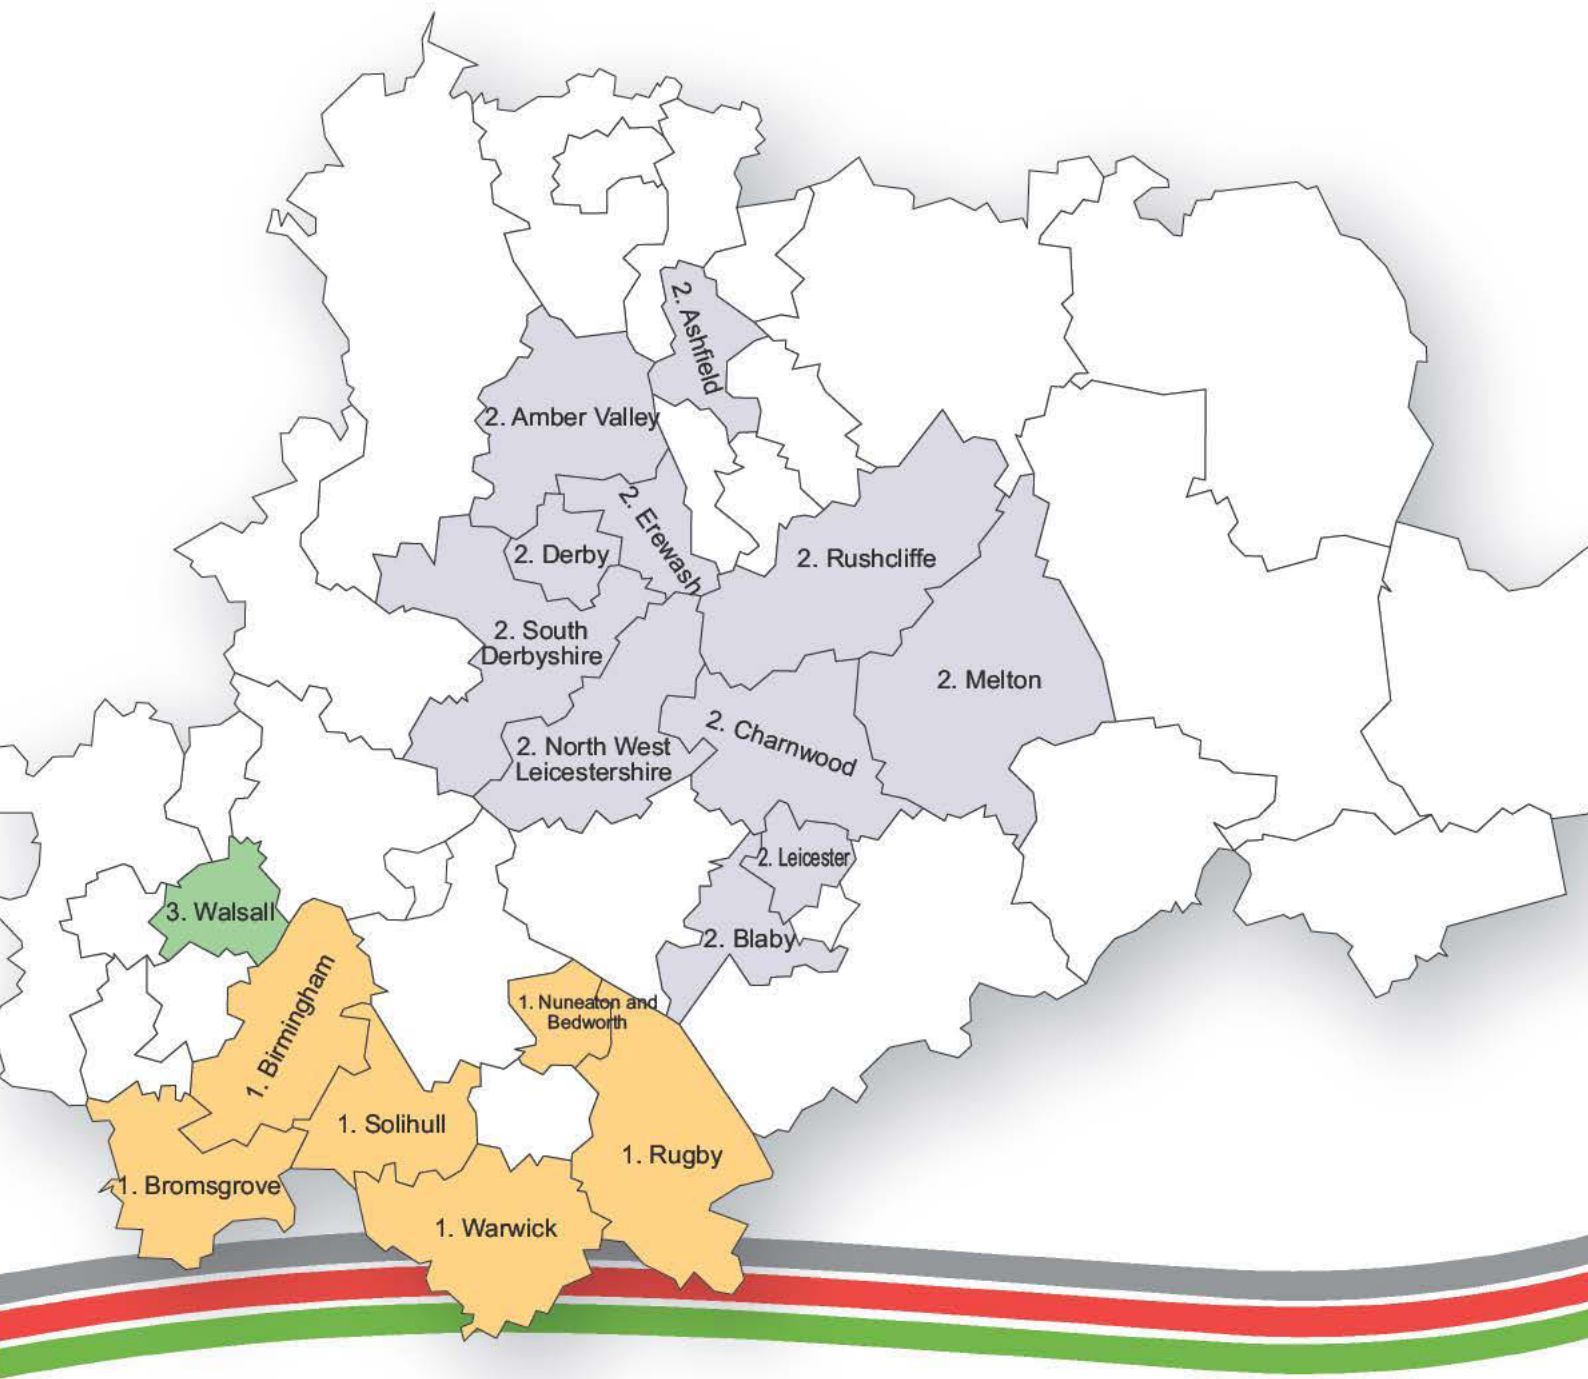 2. Ashfield
2. Amber Valley
2. Erewash
2. Derby
2. Rushcliffe
2. South
Derbyshire
2. Melton
2. Charnwood
2. North West
Leicestershire
2. Leicester
3. Walsall
2. Blaby
1. Birmingham
1. Nuneaton and
Bedworth
1. Solihull
1. Rugby
1. Bromsgrove
1. Warwick